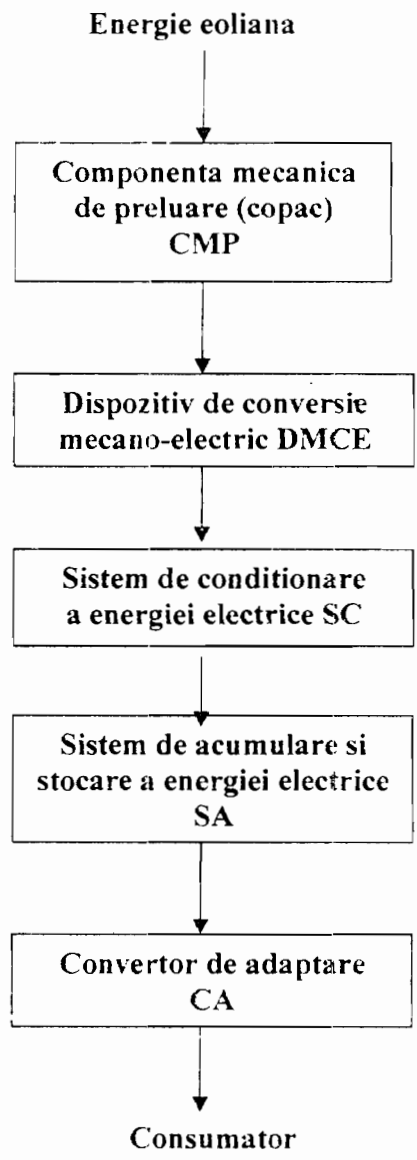 Energie eoliana
Componenta mecanica
de preluare (copac)
CMP
Dispozitiv de conversie
mecano-electric DMCE
Sistem de conditionare
a energiei electrice SC
Sistem de acumulare si
stocare a energiei electrice
SA
Convertor de adaptare
CA
Consumator